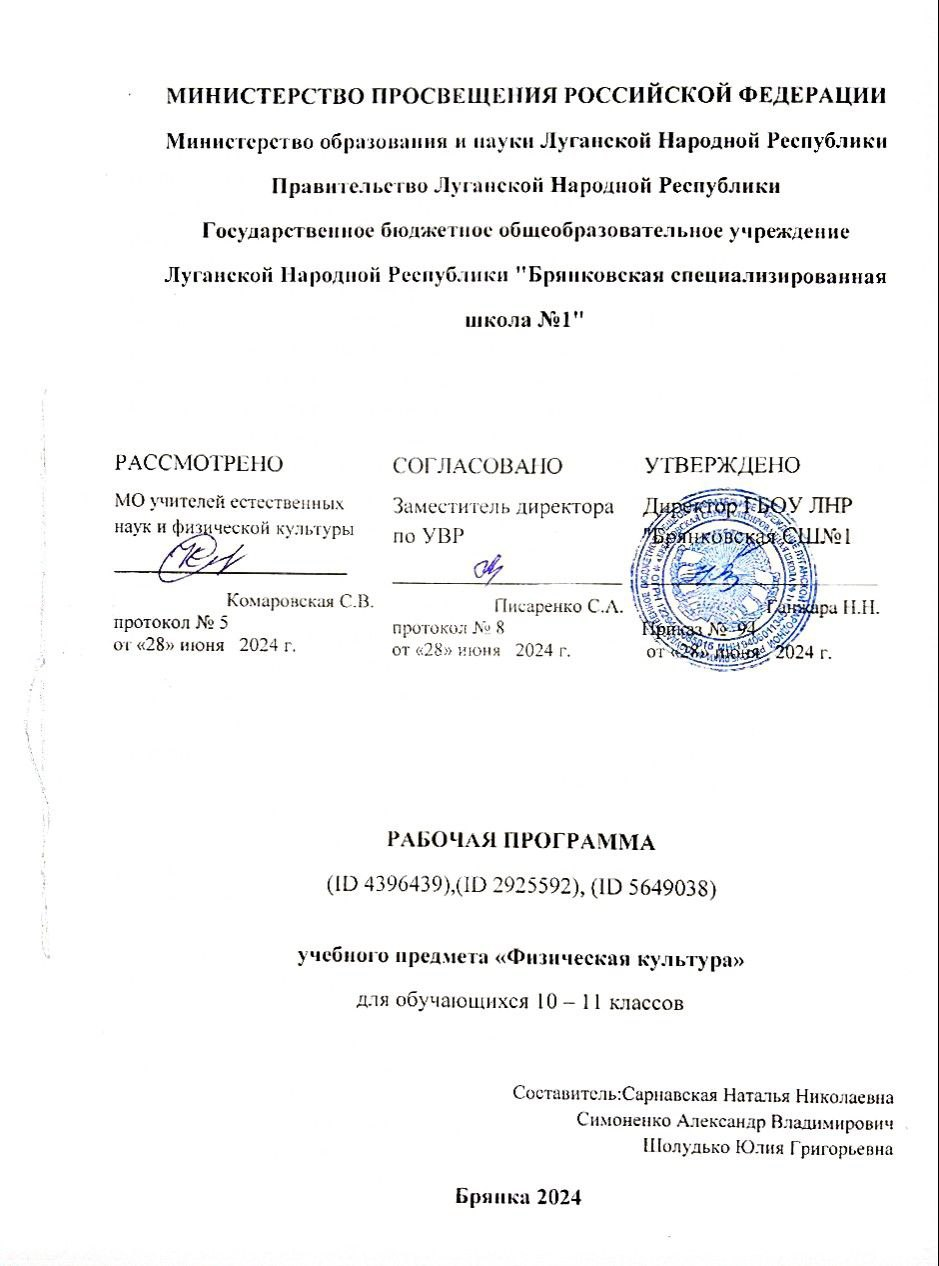 МИНИСТЕРСТВО ПРОСВЕЩЕНИЯ РОССИЙСКОЙ ФЕДЕРАЦИИ
Министерство образования и науки Луганской Народной Республики
Правительство Луганской Народной Республики
Государственное бюджетное общеобразовательное учреждение
Луганской Народной Республики "Брянковская специализированная
школа №1"
РАССМОТРЕНО
МО учителей естественных
наук и физической культуры
Комаровская С.В.
протокол № 5
от «28» июня 2024 г.
СОГЛАСОВАНО
Заместитель директора
по УВР
Писаренко С.А.
протокол № 8
от «28» июня 2024 г.
УТВЕРЖДЕНО
Директор ГБОУ ЛНР
"Брянковская СШ№1
Ганжара Н.Н.
Приказ № 94
от «28» июня 2024 г.
РАБОЧАЯ ПРОГРАММА
(ID 4396439),(ID 2925592), (ID 5649038)
учебного предмета «Физическая культура»
для обучающихся 10 – 11 классов
Составитель:Сарнавская Наталья Николаевна
Симоненко Александр Владимирович
Шолудько Юлия Григорьевна
Брянка 2024